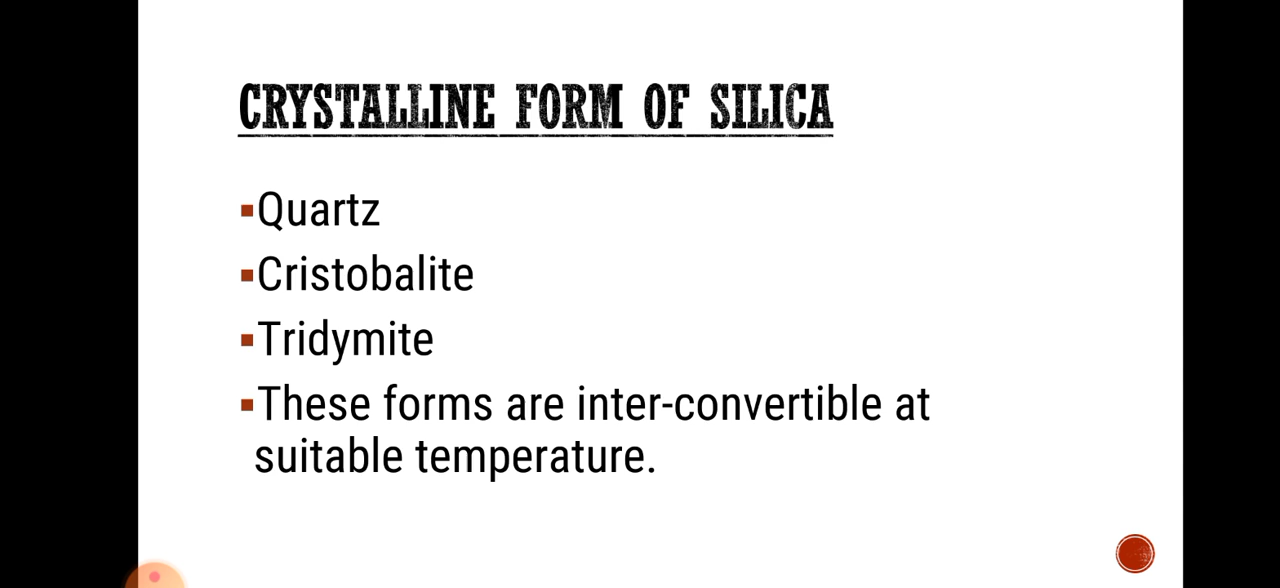 CRYSTALLINE FORM OF SILICA
▪Quartz
▪Cristobalite
▪Tridymite
▪These forms are inter-convertible at
suitable temperature.